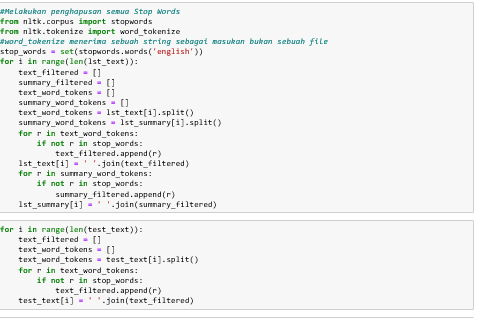 #Melakukan penghapusan semua Stop Words
from nltk.corpus import stopwords
from nltk.tokenize import word_tokenize
#word_tokenize menerima sebuah string sebagai masukan bukan sebuah file
stop_words = set(stopwords.words('english'))
for i in range(len(lst_text)):
    text_filtered = []
    summary_filtered = []
    text_word_tokens = []
    summary_word_tokens = []
    text_word_tokens = lst_text[i].split()
    summary_word_tokens = lst_summary[i].split()
    for r in text_word_tokens:
        if not r in stop_words:
            text_filtered.append(r)
    lst_text[i] = ' '.join(text_filtered)
    for r in summary_word_tokens:
        if not r in stop_words:
            summary_filtered.append(r)
    lst_summary[i] = ' '.join(summary_filtered)
for i in range(len(test_text)):
    text_filtered = []
    text_word_tokens = []
    text_word_tokens = test_text[i].split()
    for r in text_word_tokens:
        if not r in stop_words:
            text_filtered.append(r)
    test_text[i] = ' '.join(text_filtered)